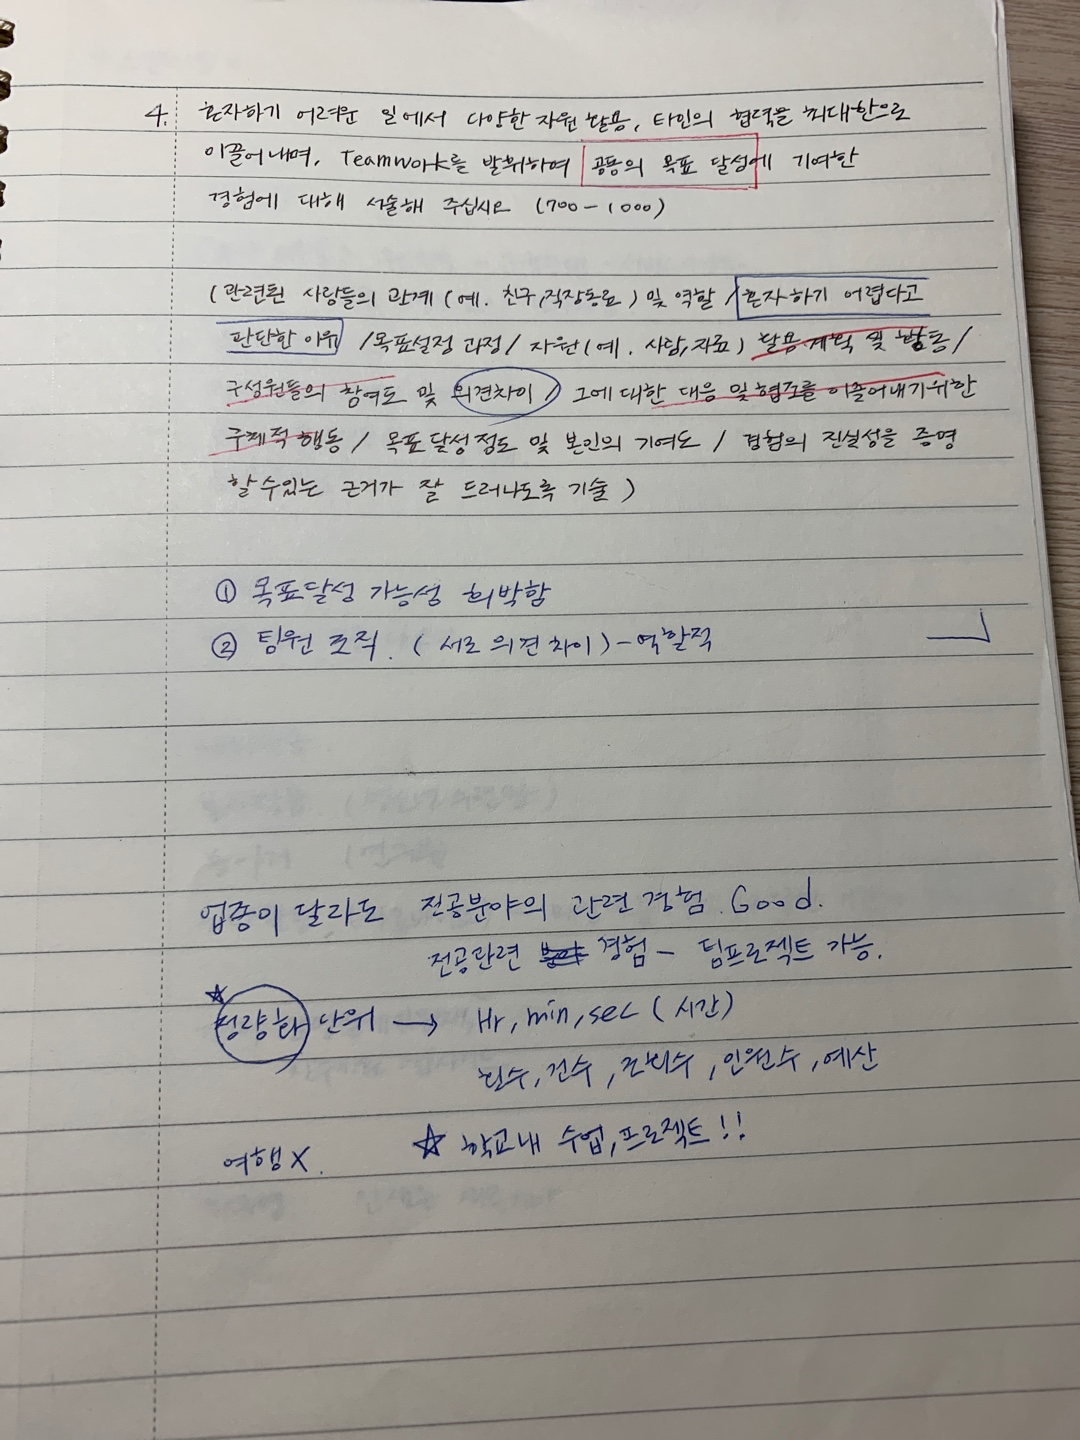 4. 혼자하기 어려운 일에서 다양한 자원 활용, 타인의 협력을 최대한으로
이끌어내며, Teamwork를 발휘하여 공동의 목표 달성에 기여한
경험에 대해 서술해 주십시오 (700-1000)
(관련된 사람들의 관계 (예. 친구, 직장동료) 및 역할 / 혼자하기 어렵다고
판단한 이유 / 목표설정 과정 / 자원(예. 사람, 자료) 활용 계획 및 행동 /
구성원들의 참여도 및 의견차이 / 그에 대한 대응 및 협조를 이끌어내기위한
구체적 행동 / 목표 달성 정도 및 본인의 기여도 / 경험의 진실성을 증명
할 수 있는 근거가 잘 드러나도록 기술)
① 목표달성 가능성 희박함
② 팀원 조직. (서로 의견 차이) - 역할적
업종이 달라도 전공분야의 관련 경험. Good.
전공관련 경험 - 팀프로젝트 가능.
☆ 정량화 단위 → Hr, min, sec (시간)
횟수, 건수, 조회수, 인원수, 예산
여행 X. ☆ 학교내 수업, 프로젝트!!